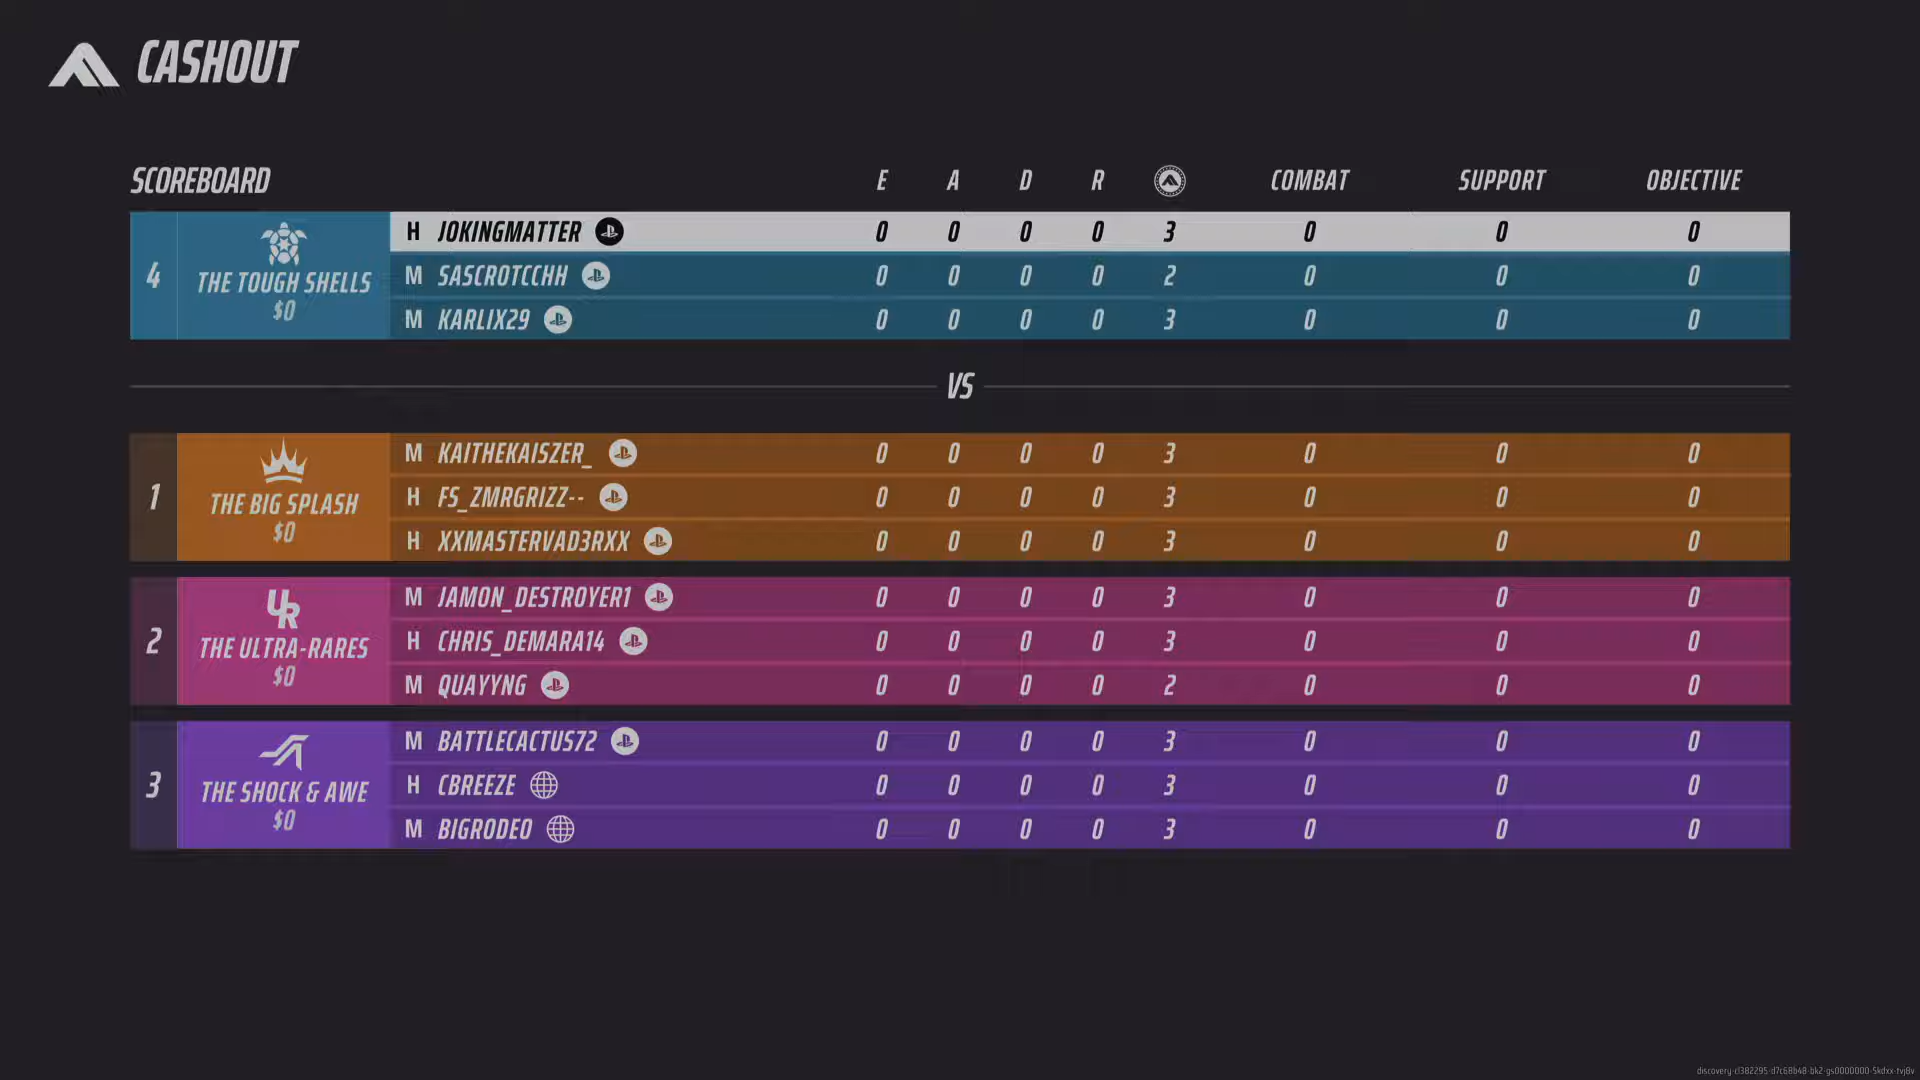 CASHOUT
SCOREBOARD E A D R COMBAT SUPPORT OBJECTIVE
4 THE TOUGH SHELLS $0
H JOKINGMATTER 0 0 0 0 3 0 0 0
M SASCROTCCHH 0 0 0 0 2 0 0 0
M KARLIX29 0 0 0 0 3 0 0 0
VS
1 THE BIG SPLASH $0
M KAITHEKAISZER_ 0 0 0 0 3 0 0 0
H FS_ZMRGRIZZ-- 0 0 0 0 3 0 0 0
H XXMASTERVAD3RXX 0 0 0 0 3 0 0 0
2 UR THE ULTRA-RARES $0
M JAMON_DESTROYER1 0 0 0 0 3 0 0 0
H CHRIS_DEMARA14 0 0 0 0 3 0 0 0
M QUAYYNG 0 0 0 0 2 0 0 0
3 THE SHOCK & AWE $0
M BATTLECACTUS72 0 0 0 0 3 0 0 0
H CBREEZE 0 0 0 0 3 0 0 0
M BIGRODEO 0 0 0 0 3 0 0 0